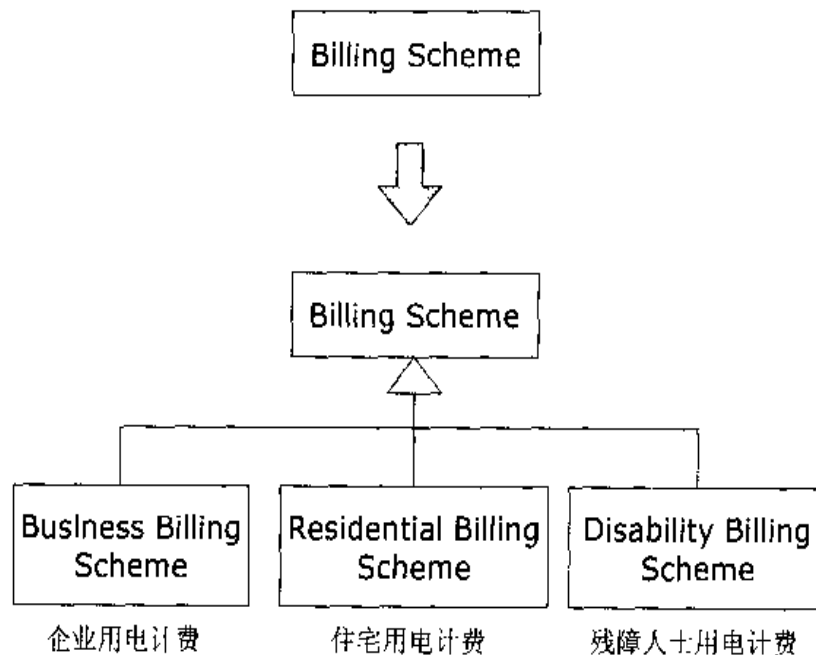 Billing Scheme
Billing Scheme
Business Billing
Scheme
Residential Billing
Scheme
Disability Billing
Scheme
企业用电计费
住宅用电计费
残障人士用电计费